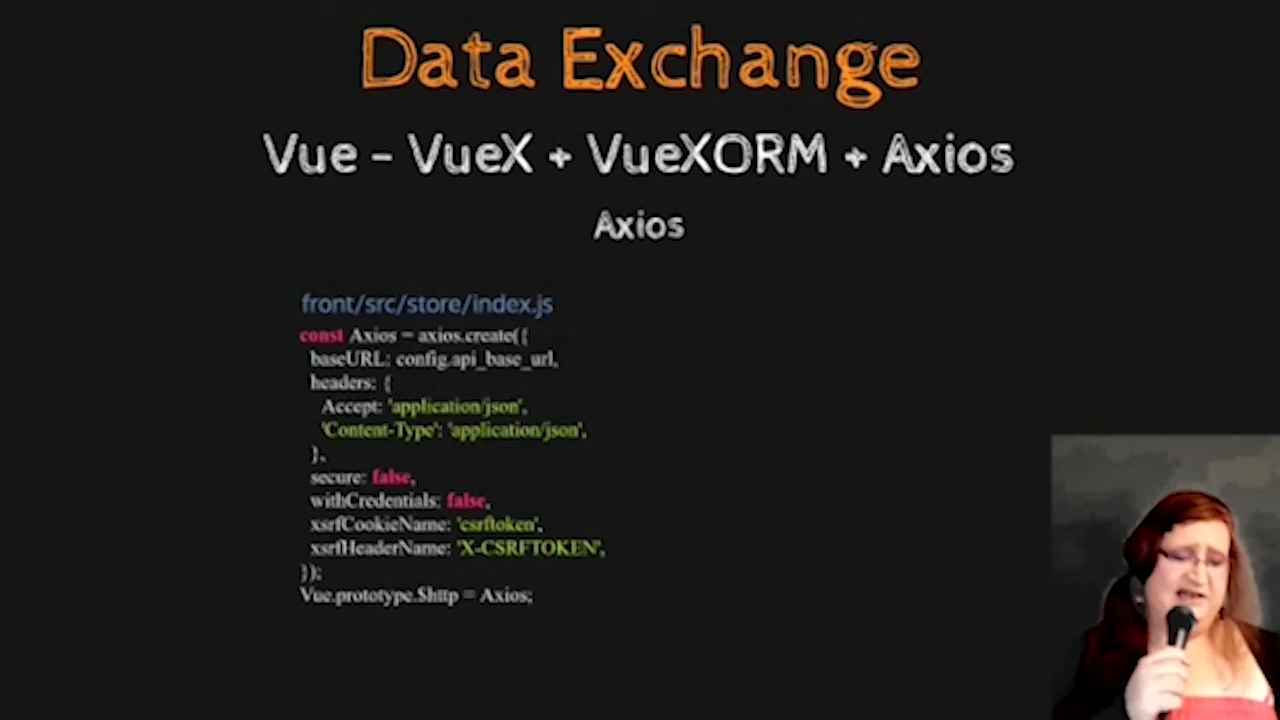 Data Exchange
Vue - VueX + VueXORM + Axios
Axios
front/src/store/index.js
const Axios = axios.create({
baseURL: config.api_base_url,
headers: {
Accept: 'application/json',
'Content-Type': 'application/json',
},
secure: false,
withCredentials: false,
xsrfCookieName: 'csrftoken',
xsrfHeaderName: 'X-CSRFTOKEN',
});
Vue.prototype.$http = Axios;